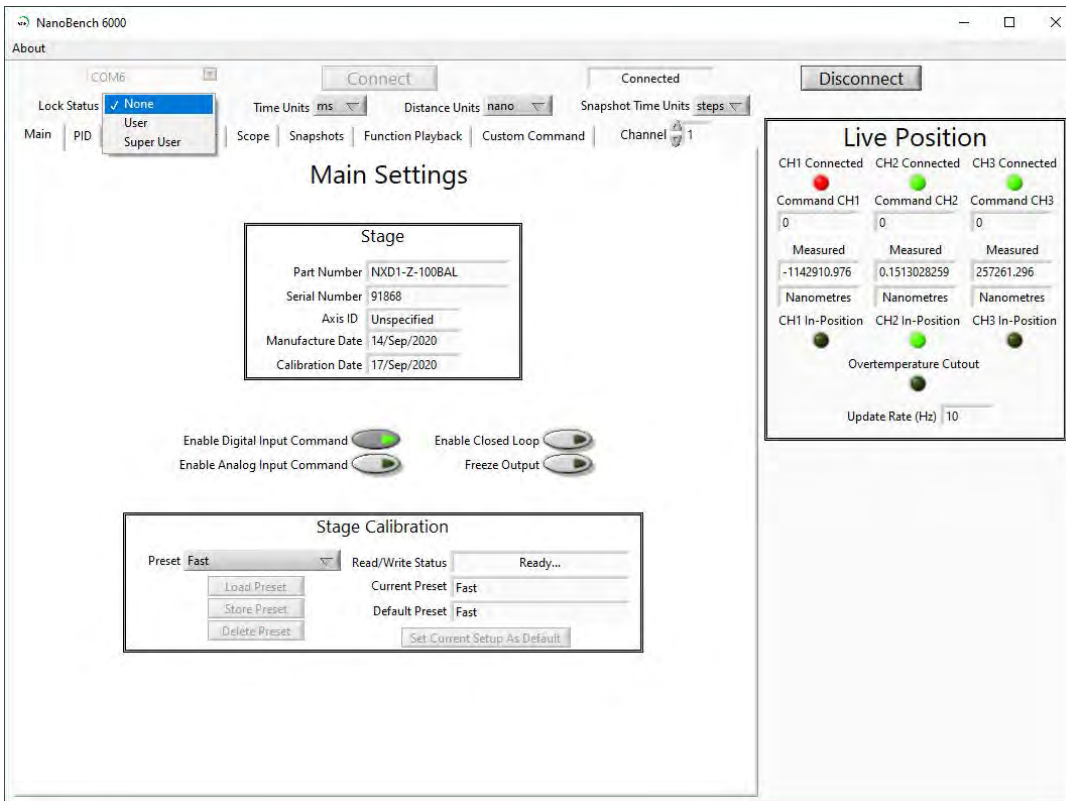 NanoBench 6000
About
COM6 Connect Connected Disconnect
Lock Status ✓ None Time Units ms Distance Units nano Snapshot Time Units steps
User
Super User
Main PID Scope Snapshots Function Playback Custom Command Channel 1
Main Settings
Stage
Part Number NXD1-Z-100BAL
Serial Number 91868
Axis ID Unspecified
Manufacture Date 14/Sep/2020
Calibration Date 17/Sep/2020
Enable Digital Input Command Enable Closed Loop
Enable Analog Input Command Freeze Output
Stage Calibration
Preset Fast Read/Write Status Ready...
Load Preset Current Preset Fast
Store Preset Default Preset Fast
Delete Preset Set Current Setup As Default
Live Position
CH1 Connected CH2 Connected CH3 Connected
Command CH1 Command CH2 Command CH3
0 0 0
Measured Measured Measured
-1142910.976 0.1513028259 257261.296
Nanometres Nanometres Nanometres
CH1 In-Position CH2 In-Position CH3 In-Position
Overtemperature Cutout
Update Rate (Hz) 10